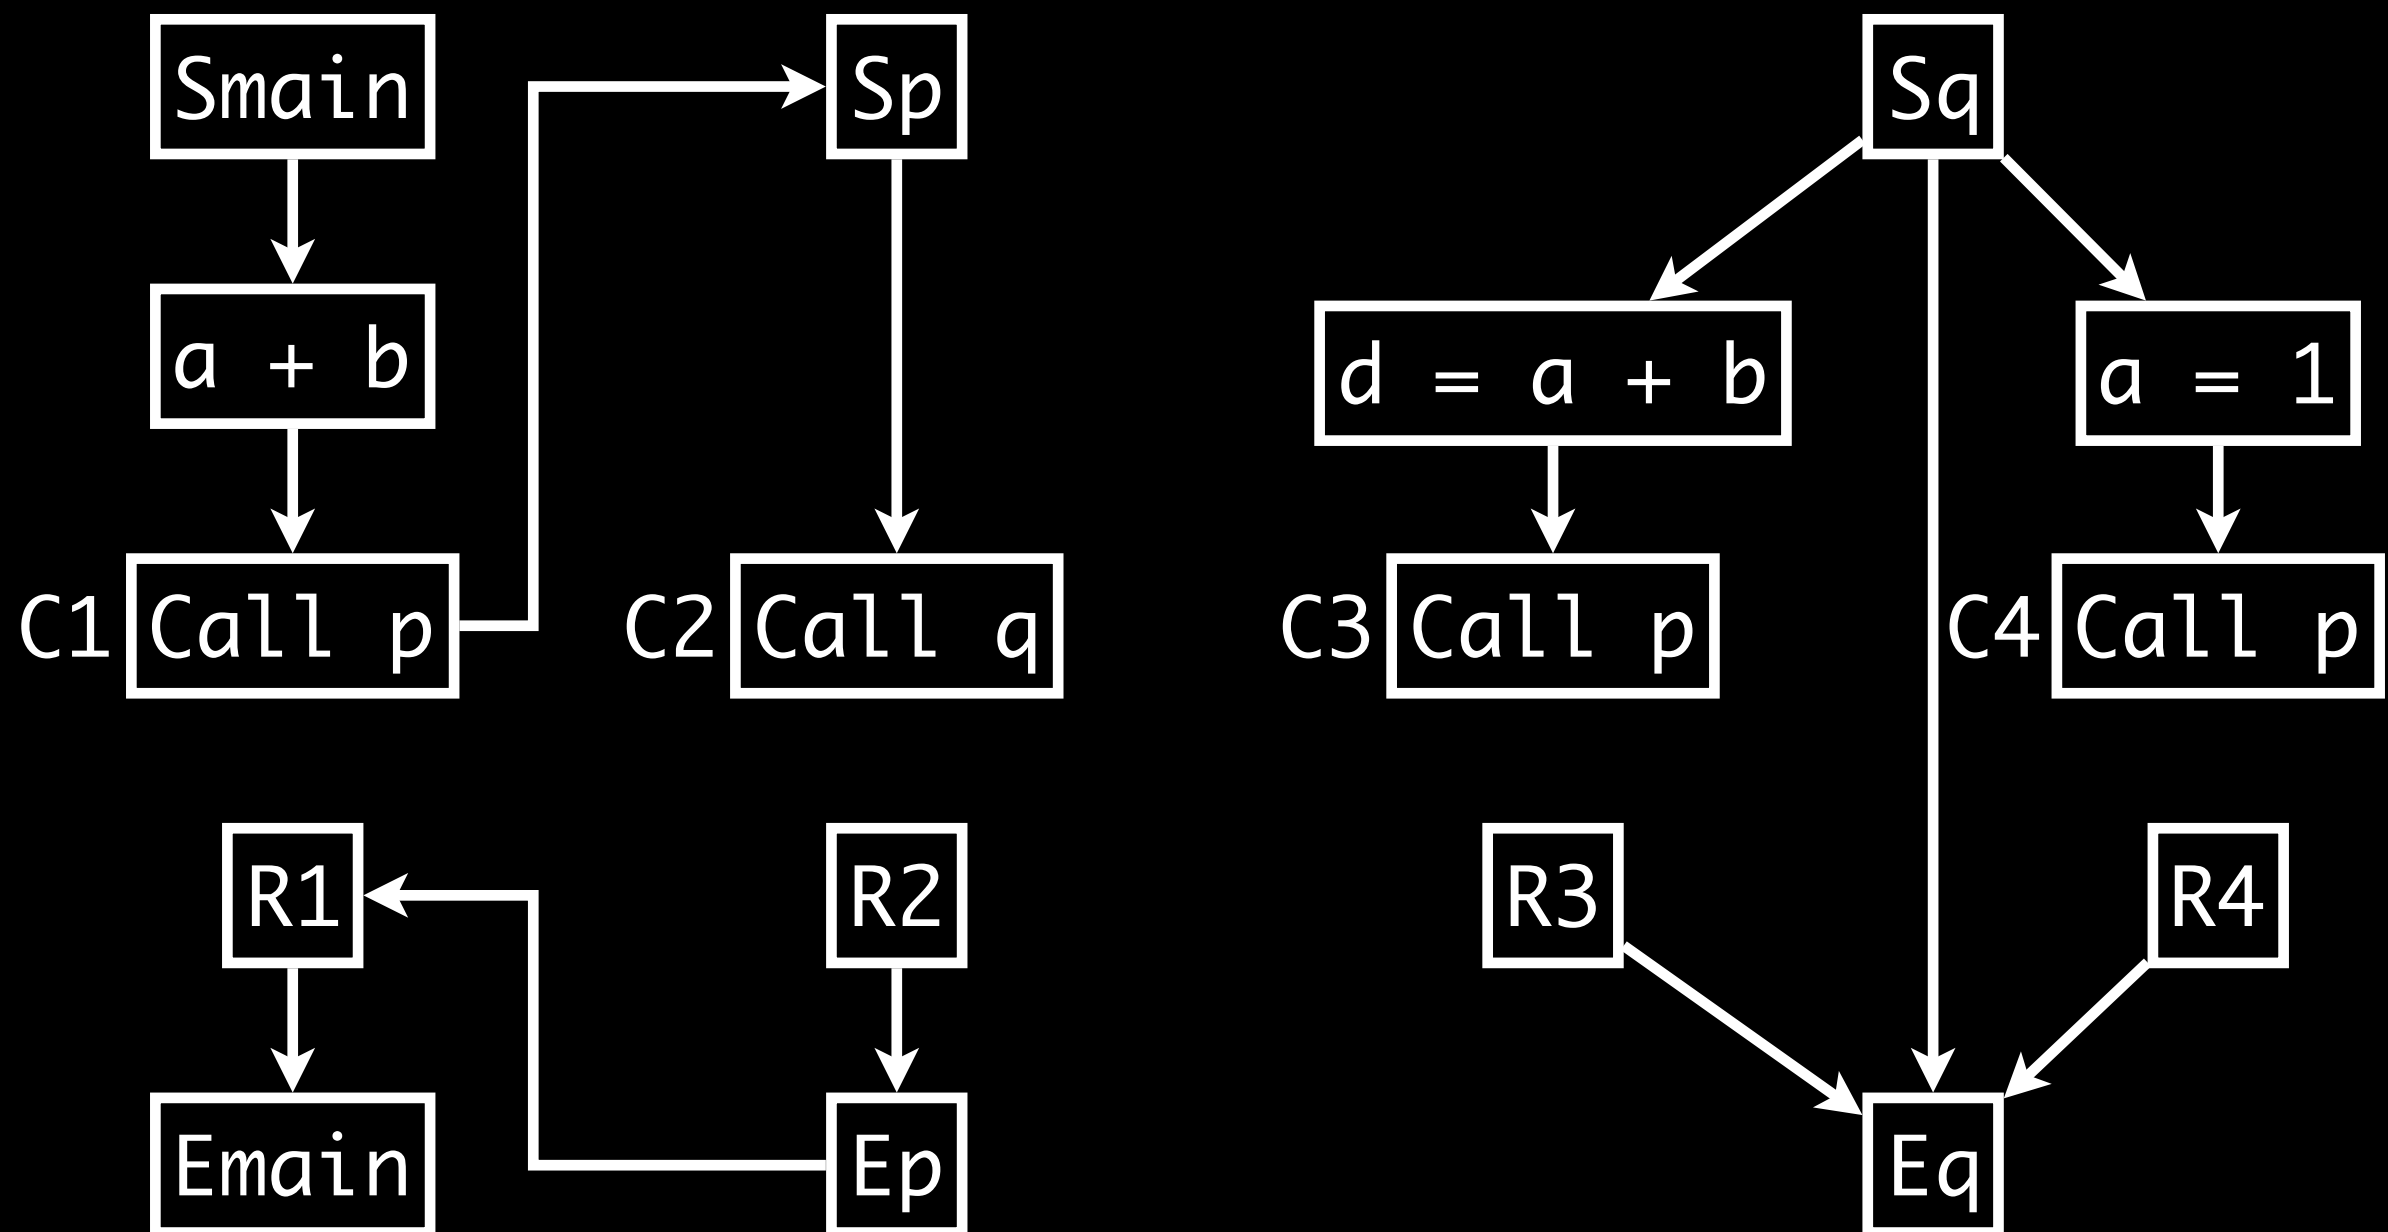 Smain
Sp
Sq
a + b
d = a + b
a = 1
C1 Call p
C2 Call q
C3 Call p
C4 Call p
R1
R2
R3
R4
Emain
Ep
Eq